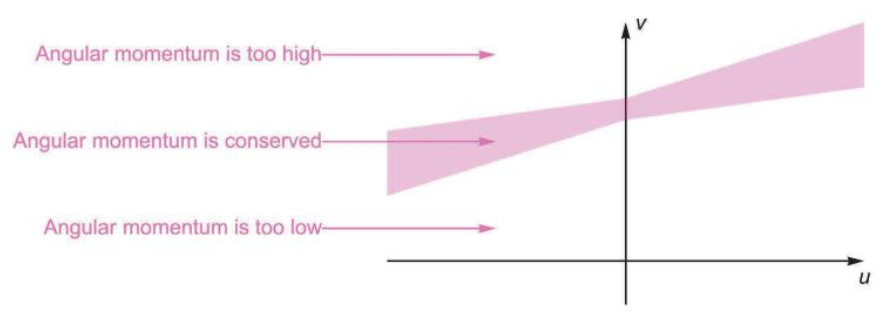 v
Angular momentum is too high
Angular momentum is conserved
Angular momentum is too low
u